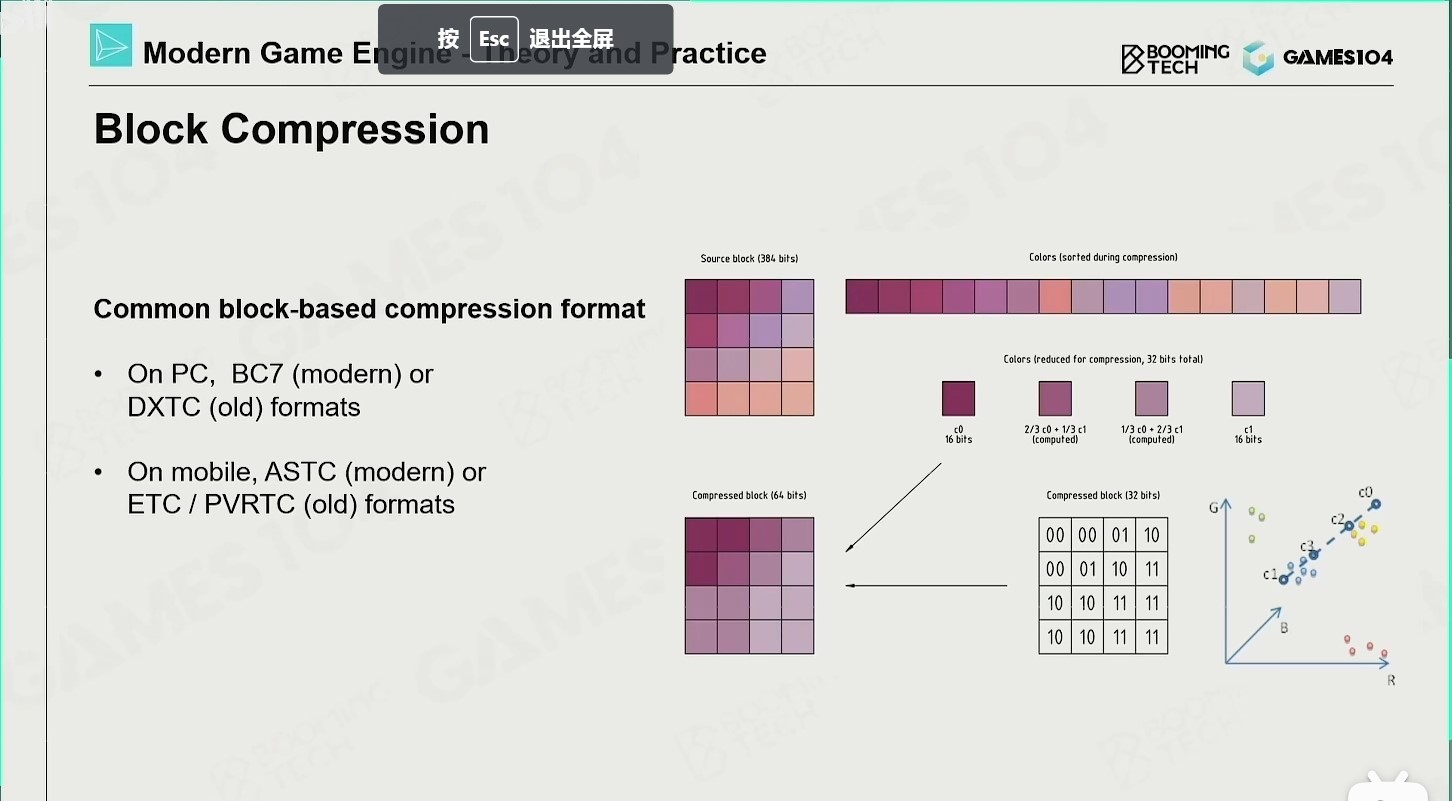 按 Esc 退出全屏
Modern Game Engine - Theory and Practice
BOOMING TECH
GAMES104
Block Compression
Common block-based compression format
• On PC, BC7 (modern) or
DXTC (old) formats
• On mobile, ASTC (modern) or
ETC / PVRTC (old) formats
Source block (384 bits)
Colors (sorted during compression)
Colors (reduced for compression, 32 bits total)
c0
16 bits
2/3 c0 + 1/3 c1
(computed)
1/3 c0 + 2/3 c1
(computed)
c1
16 bits
Compressed block (64 bits)
Compressed block (32 bits)
00 00 01 10
00 01 10 11
10 10 11 11
10 10 11 11
G
c0
c2
c3
c1
B
R